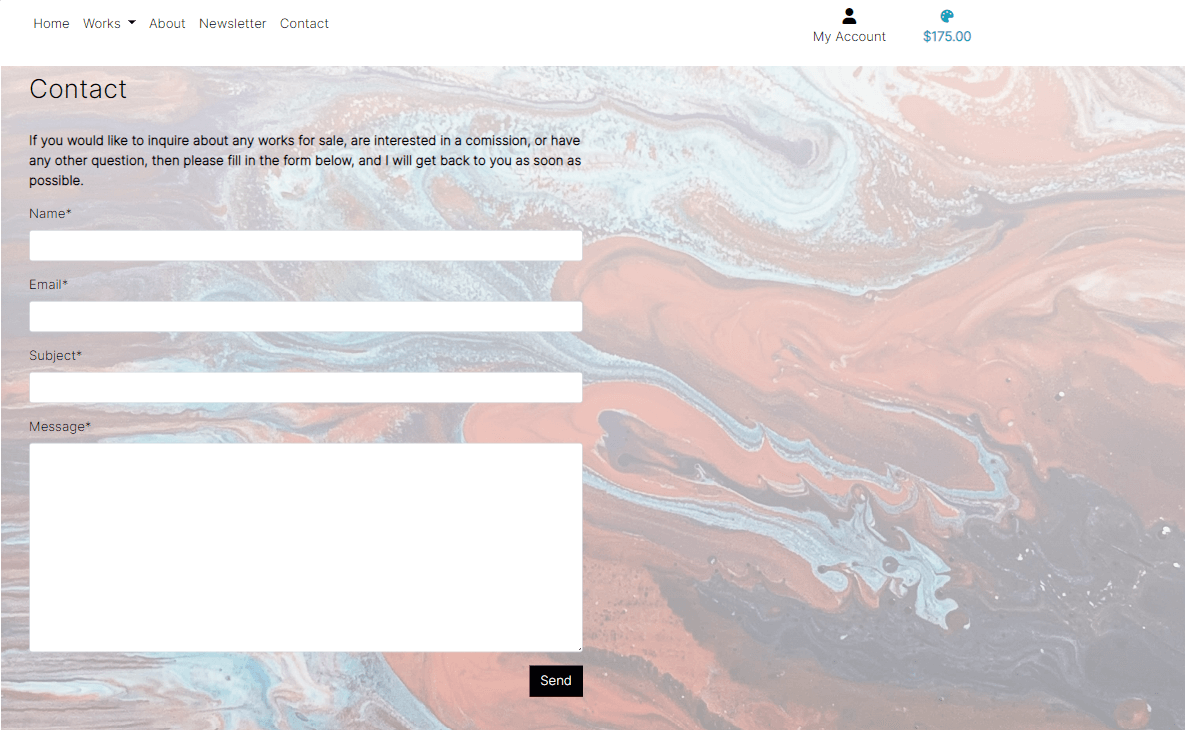 Home Works About Newsletter Contact
My Account $175.00
Contact
If you would like to inquire about any works for sale, are interested in a comission, or have
any other question, then please fill in the form below, and I will get back to you as soon as
possible.
Name*
Email*
Subject*
Message*
Send